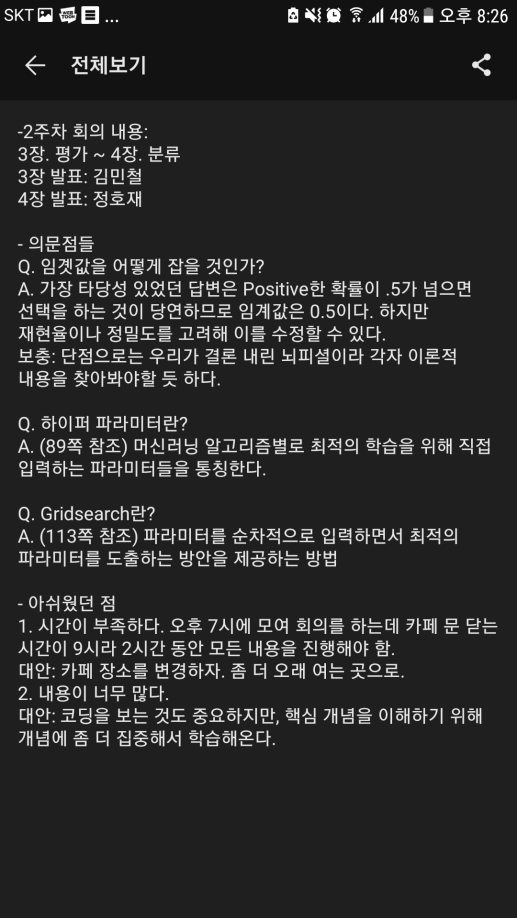 SKT ... 48% 오후 8:26
전체보기
-2주차 회의 내용:
3장. 평가 ~ 4장. 분류
3장 발표: 김민철
4장 발표: 정호재
- 의문점들
Q. 임곗값을 어떻게 잡을 것인가?
A. 가장 타당성 있었던 답변은 Positive한 확률이 .5가 넘으면
선택을 하는 것이 당연하므로 임계값은 0.5이다. 하지만
재현율이나 정밀도를 고려해 이를 수정할 수 있다.
보충: 단점으로는 우리가 결론 내린 뇌피셜이라 각자 이론적
내용을 찾아봐야할 듯 하다.
Q. 하이퍼 파라미터란?
A. (89쪽 참조) 머신러닝 알고리즘별로 최적의 학습을 위해 직접
입력하는 파라미터들을 통칭한다.
Q. Gridsearch란?
A. (113쪽 참조) 파라미터를 순차적으로 입력하면서 최적의
파라미터를 도출하는 방안을 제공하는 방법
- 아쉬웠던 점
1. 시간이 부족하다. 오후 7시에 모여 회의를 하는데 카페 문 닫는
시간이 9시라 2시간 동안 모든 내용을 진행해야 함.
대안: 카페 장소를 변경하자. 좀 더 오래 여는 곳으로.
2. 내용이 너무 많다.
대안: 코딩을 보는 것도 중요하지만, 핵심 개념을 이해하기 위해
개념에 좀 더 집중해서 학습해온다.